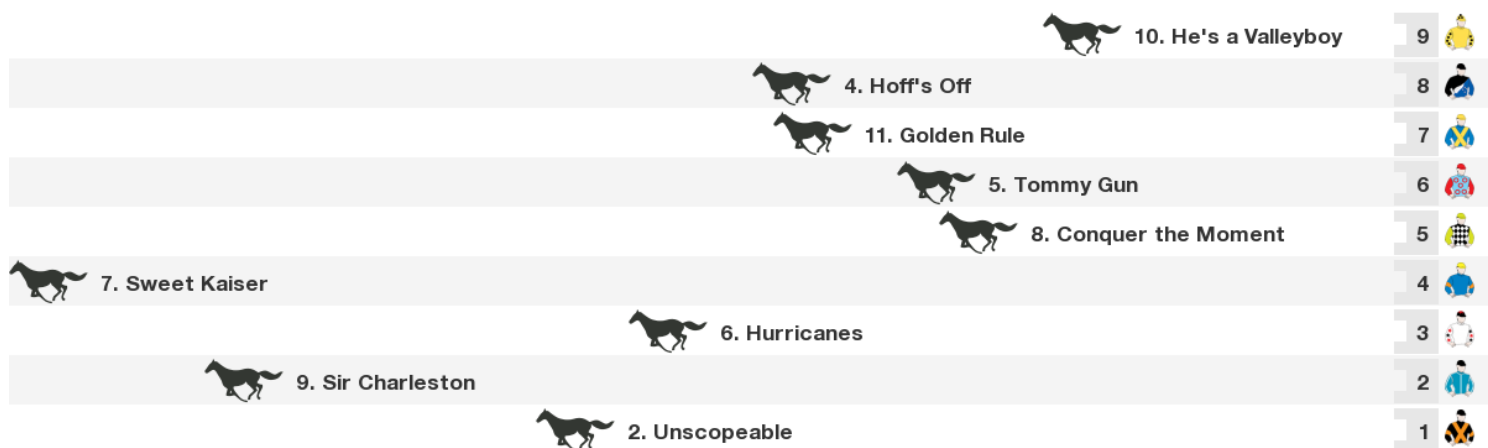 10. He's a Valleyboy 9
4. Hoff's Off 8
11. Golden Rule 7
5. Tommy Gun 6
8. Conquer the Moment 5
7. Sweet Kaiser 4
6. Hurricanes 3
9. Sir Charleston 2
2. Unscopeable 1